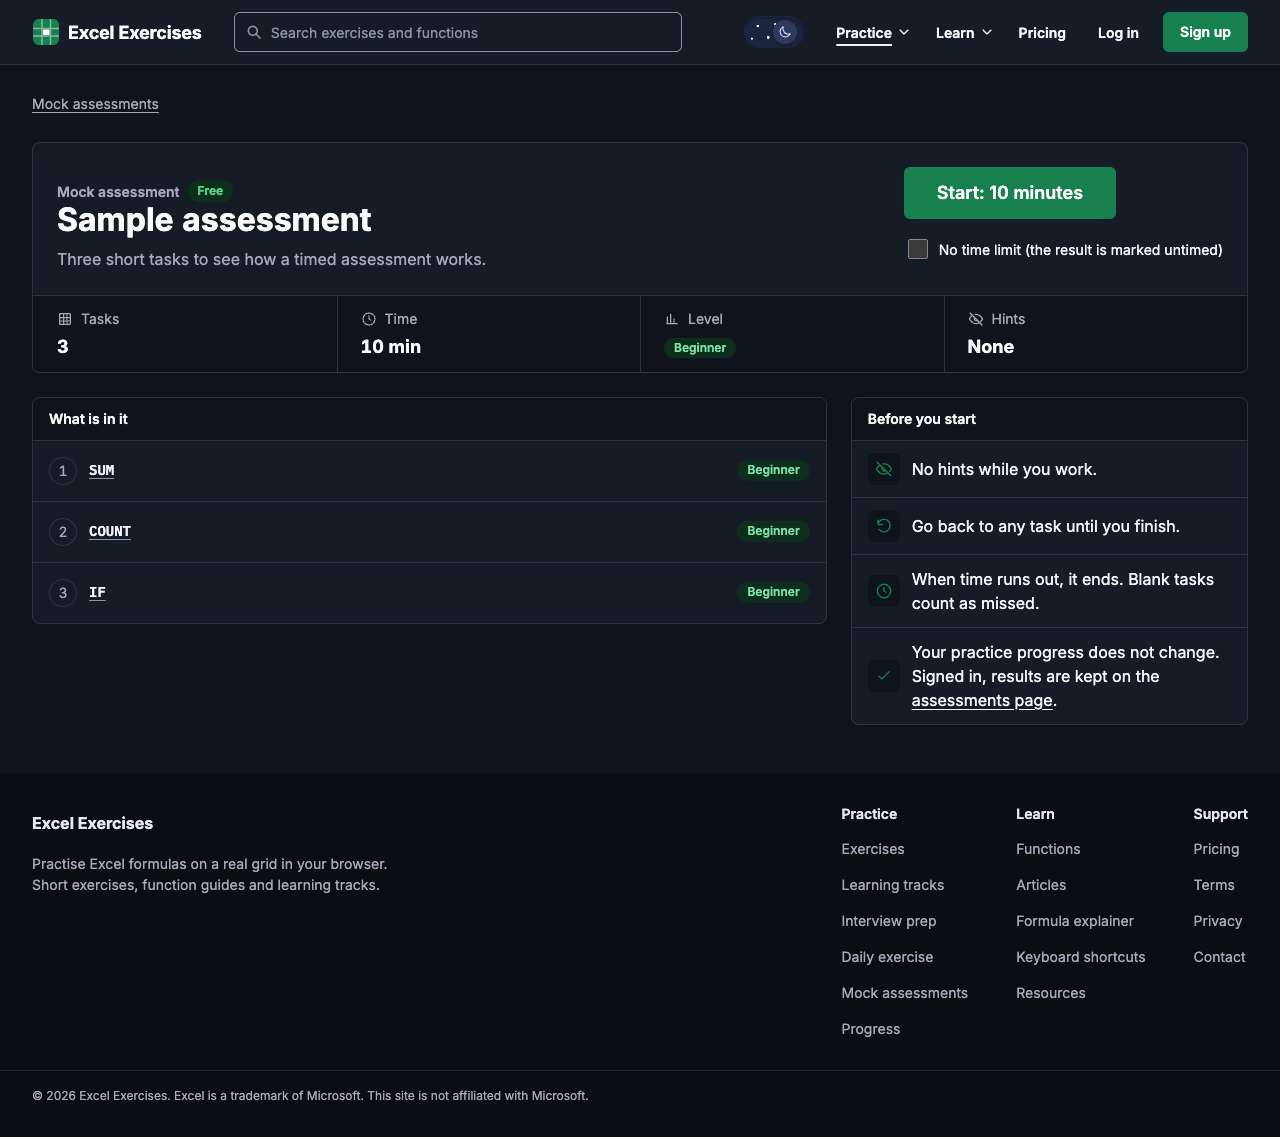 Excel Exercises
Search exercises and functions
Practice
Learn
Pricing
Log in
Sign up
Mock assessments
Mock assessment Free
Sample assessment
Three short tasks to see how a timed assessment works.
Start: 10 minutes
No time limit (the result is marked untimed)
Tasks
3
Time
10 min
Level
Beginner
Hints
None
What is in it
1 SUM Beginner
2 COUNT Beginner
3 IF Beginner
Before you start
No hints while you work.
Go back to any task until you finish.
When time runs out, it ends. Blank tasks
count as missed.
Your practice progress does not change.
Signed in, results are kept on the
assessments page.
Excel Exercises
Practise Excel formulas on a real grid in your browser.
Short exercises, function guides and learning tracks.
Practice
Exercises
Learning tracks
Interview prep
Daily exercise
Mock assessments
Progress
Learn
Functions
Articles
Formula explainer
Keyboard shortcuts
Resources
Support
Pricing
Terms
Privacy
Contact
© 2026 Excel Exercises. Excel is a trademark of Microsoft. This site is not affiliated with Microsoft.